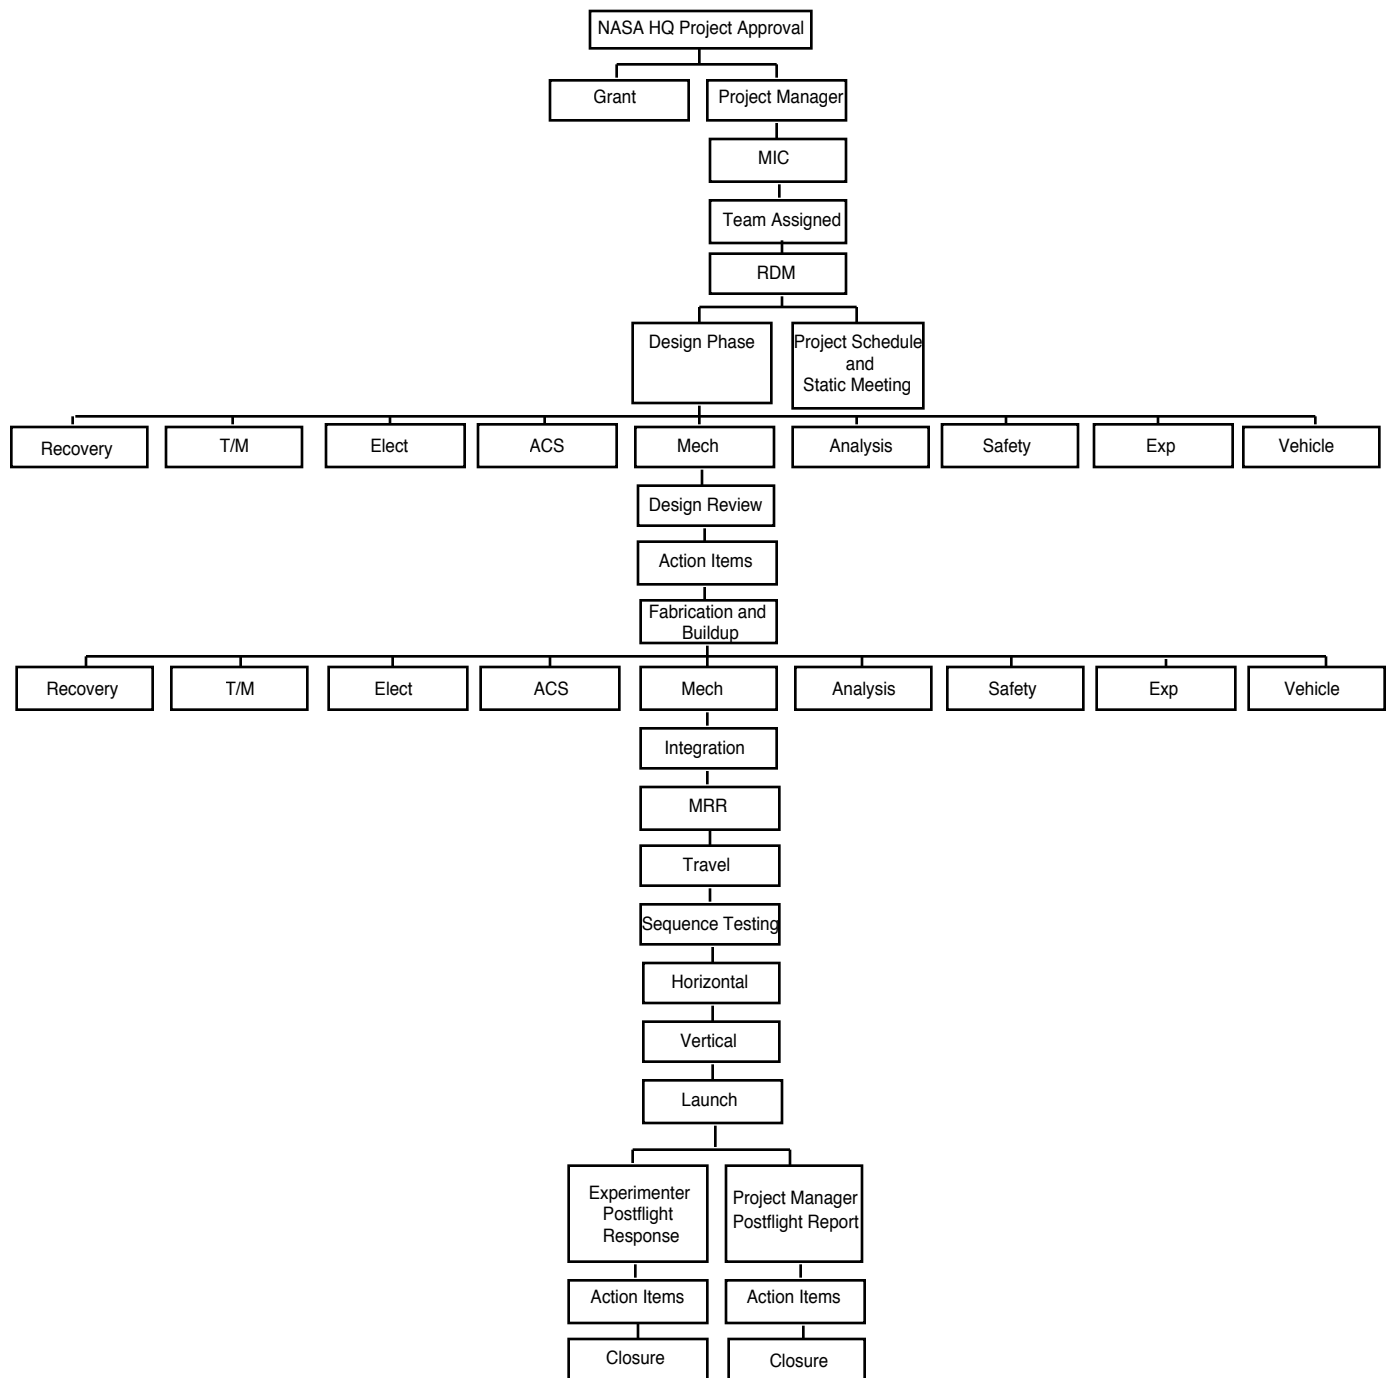 NASA HQ Project Approval
Grant
Project Manager
MIC
Team Assigned
RDM
Design Phase
Project Schedule
and
Static Meeting
Recovery
T/M
Elect
ACS
Mech
Analysis
Safety
Exp
Vehicle
Design Review
Action Items
Fabrication and
Buildup
Recovery
T/M
Elect
ACS
Mech
Analysis
Safety
Exp
Vehicle
Integration
MRR
Travel
Sequence Testing
Horizontal
Vertical
Launch
Experimenter
Postflight
Response
Project Manager
Postflight Report
Action Items
Action Items
Closure
Closure